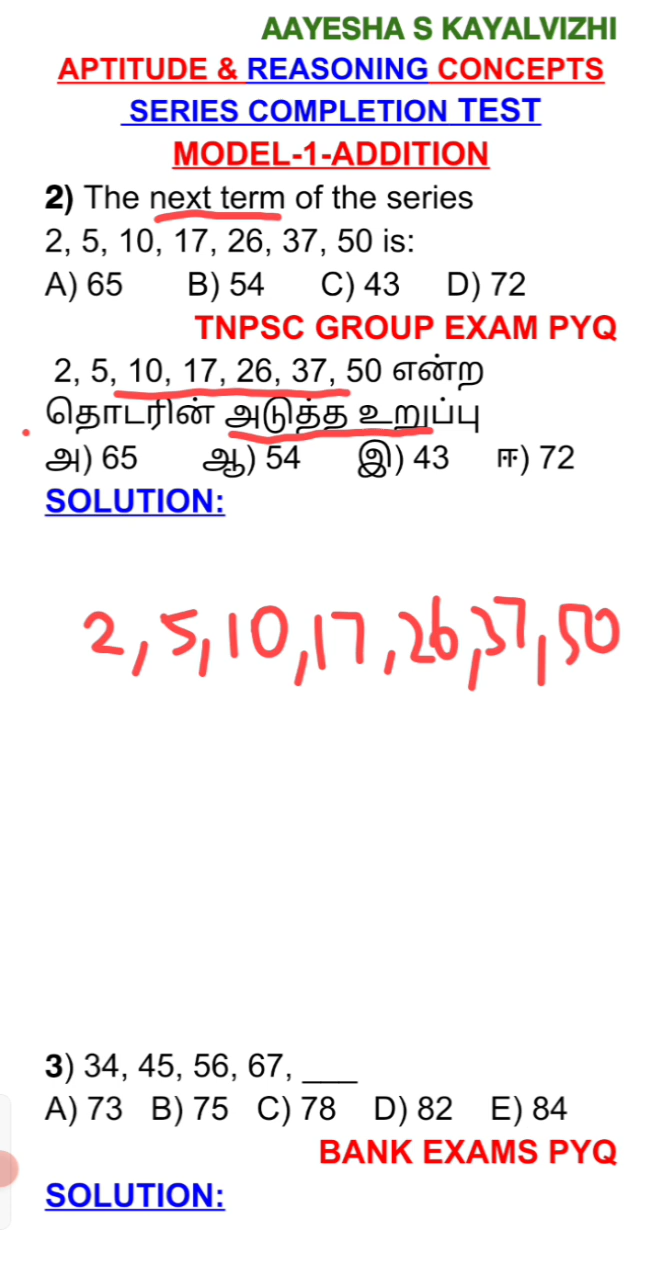 AAYESHA S KAYALVIZHI
APTITUDE & REASONING CONCEPTS
SERIES COMPLETION TEST
MODEL-1-ADDITION
2) The next term of the series
2, 5, 10, 17, 26, 37, 50 is:
A) 65 B) 54 C) 43 D) 72
TNPSC GROUP EXAM PYQ
2, 5, 10, 17, 26, 37, 50 என்ற
தொடரின் அடுத்த உறுப்பு
அ) 65 ஆ) 54 இ) 43 ஈ) 72
SOLUTION:
2, 5, 10, 17, 26, 37, 50
3) 34, 45, 56, 67, ___
A) 73 B) 75 C) 78 D) 82 E) 84
BANK EXAMS PYQ
SOLUTION: